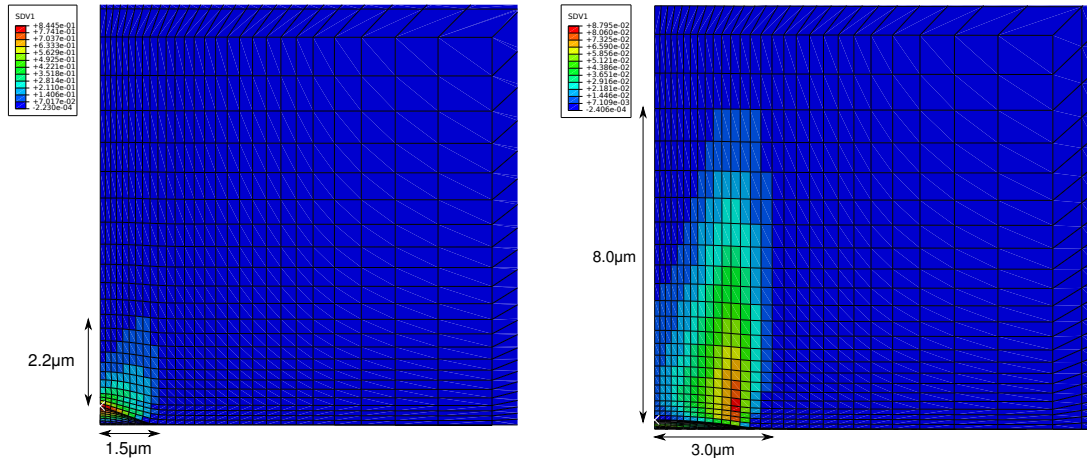 SDV1
+8.445e-01
+7.741e-01
+7.037e-01
+6.333e-01
+5.629e-01
+4.925e-01
+4.221e-01
+3.518e-01
+2.814e-01
+2.110e-01
+1.406e-01
+7.017e-02
-2.230e-04
2.2μm
1.5μm
SDV1
+8.795e-02
+8.060e-02
+7.325e-02
+6.590e-02
+5.856e-02
+5.121e-02
+4.386e-02
+3.651e-02
+2.916e-02
+2.181e-02
+1.446e-02
+7.109e-03
-2.406e-04
8.0μm
3.0μm